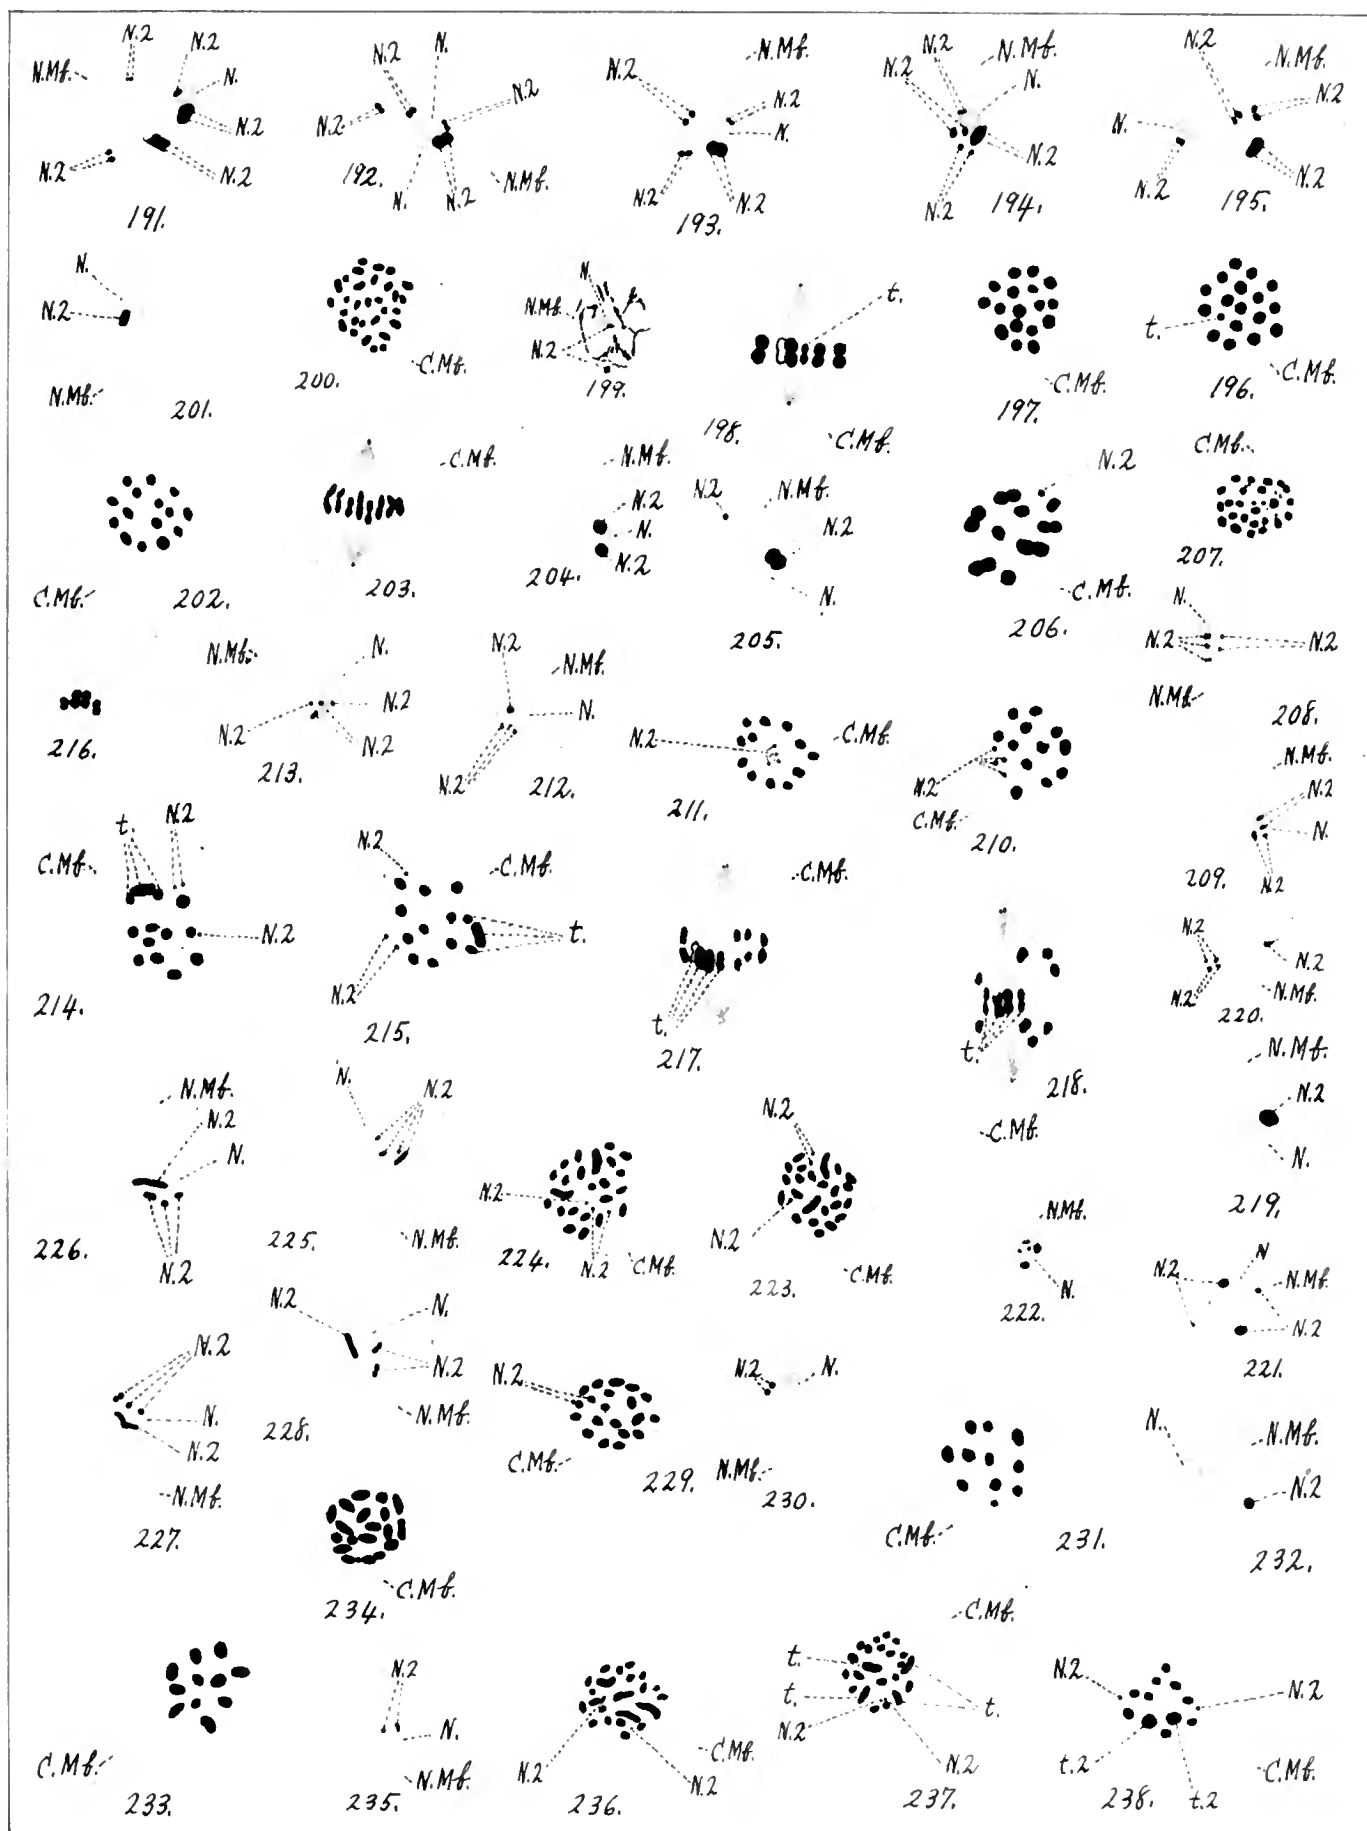 N.2 N.2 N. N.2 N.2
N.Mb. N. N.2 N.2 N.Mb. N.2 N.Mb. N.2 N.Mb.
N.2 N. N.2 N.2
N.2 N.2 N. N. N.2
N.2 N.2 N. N.2 N.Mb. N.2 N.2 N.2 N.2 N.2 N.2
191. 192. 193. 194. 195.
N. N.
N.2 N.Mb. t. t.
N.2
N.Mb. C.Mb. C.Mb. C.Mb.
201. 200. 199. 198. 197. 196.
C.Mb. N.Mb. C.Mb. N.2 C.Mb.
N.2 N.2 N.Mb.
N. N.2
N.2
C.Mb. 202. 203. 204. N. C.Mb. 207.
205. 206. N.
N.Mb. N. N.2 N.Mb. N.2 N.2
N.2 N. N.Mb.
N.2 N.2 N.2 C.Mb. 208.
216. 213. N.2 212. 211. N.2 N.Mb.
C.Mb. N.2
t. N.2 210. N.
C.Mb. N.2 C.Mb. C.Mb. 209. N.2
N.2 t. N.2
N.2 N.2
214. N.2 t. N.2 N.Mb.
215. 217. t. 220.
218. N.Mb.
N.Mb. N. N.2 N.2 C.Mb. N.2
N.2
N. N.2 N.
N.Mb. 219.
226. 225. N.Mb. 224. N.2 C.Mb. N.2 C.Mb. N. N
N.2 223. 222. N.2 N.Mb.
N.2 N. N.2
N.2 N.2 N.2 N.2 N. 221.
N. 228. N.Mb. N. N.Mb.
N.2 C.Mb. 229. N.Mb. 230. N.2
N.Mb. C.Mb. 231.
227. C.Mb. 232.
234. C.Mb.
N.2 t. N.2 N.2
t. t.
N. N.2
C.Mb. N.Mb. N.2 C.Mb. N.2 N.2 t.2 C.Mb.
233. 235. 236. 237. 238. t.2